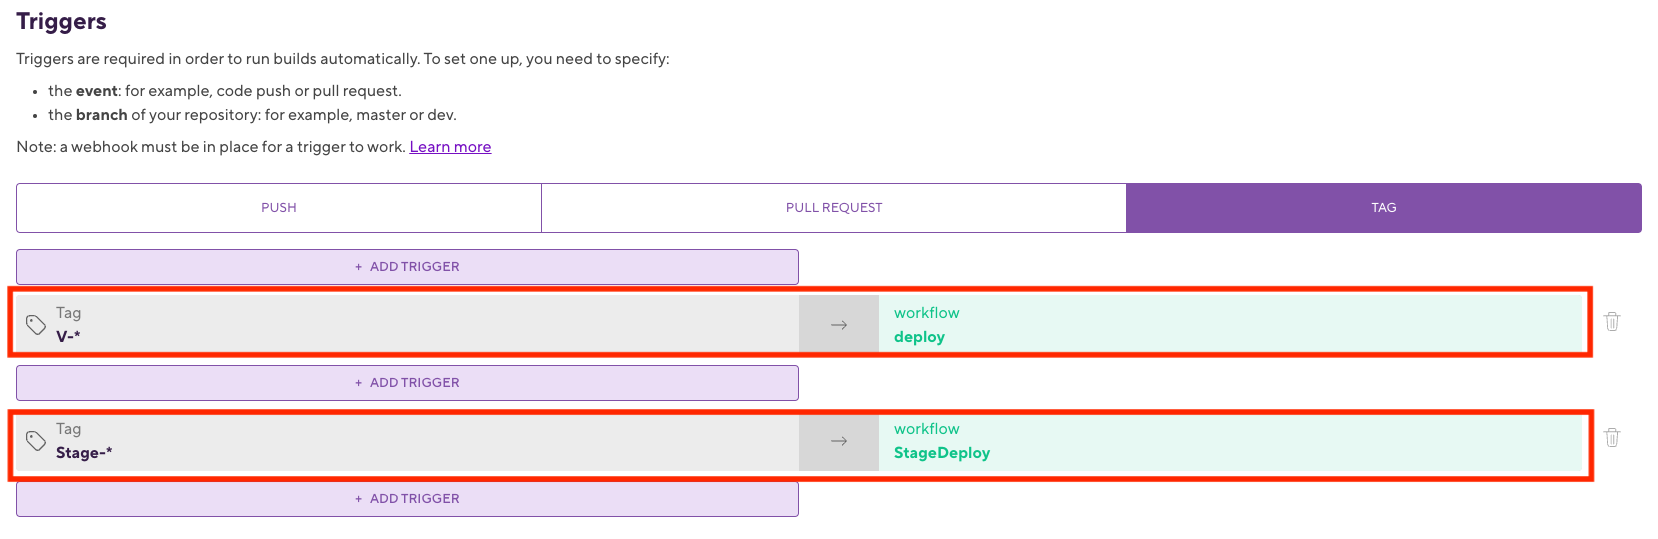 Triggers
Triggers are required in order to run builds automatically. To set one up, you need to specify:
• the event: for example, code push or pull request.
• the branch of your repository: for example, master or dev.
Note: a webhook must be in place for a trigger to work. Learn more
PUSH PULL REQUEST TAG
+ ADD TRIGGER
Tag workflow
V-* → deploy
+ ADD TRIGGER
Tag workflow
Stage-* → StageDeploy
+ ADD TRIGGER